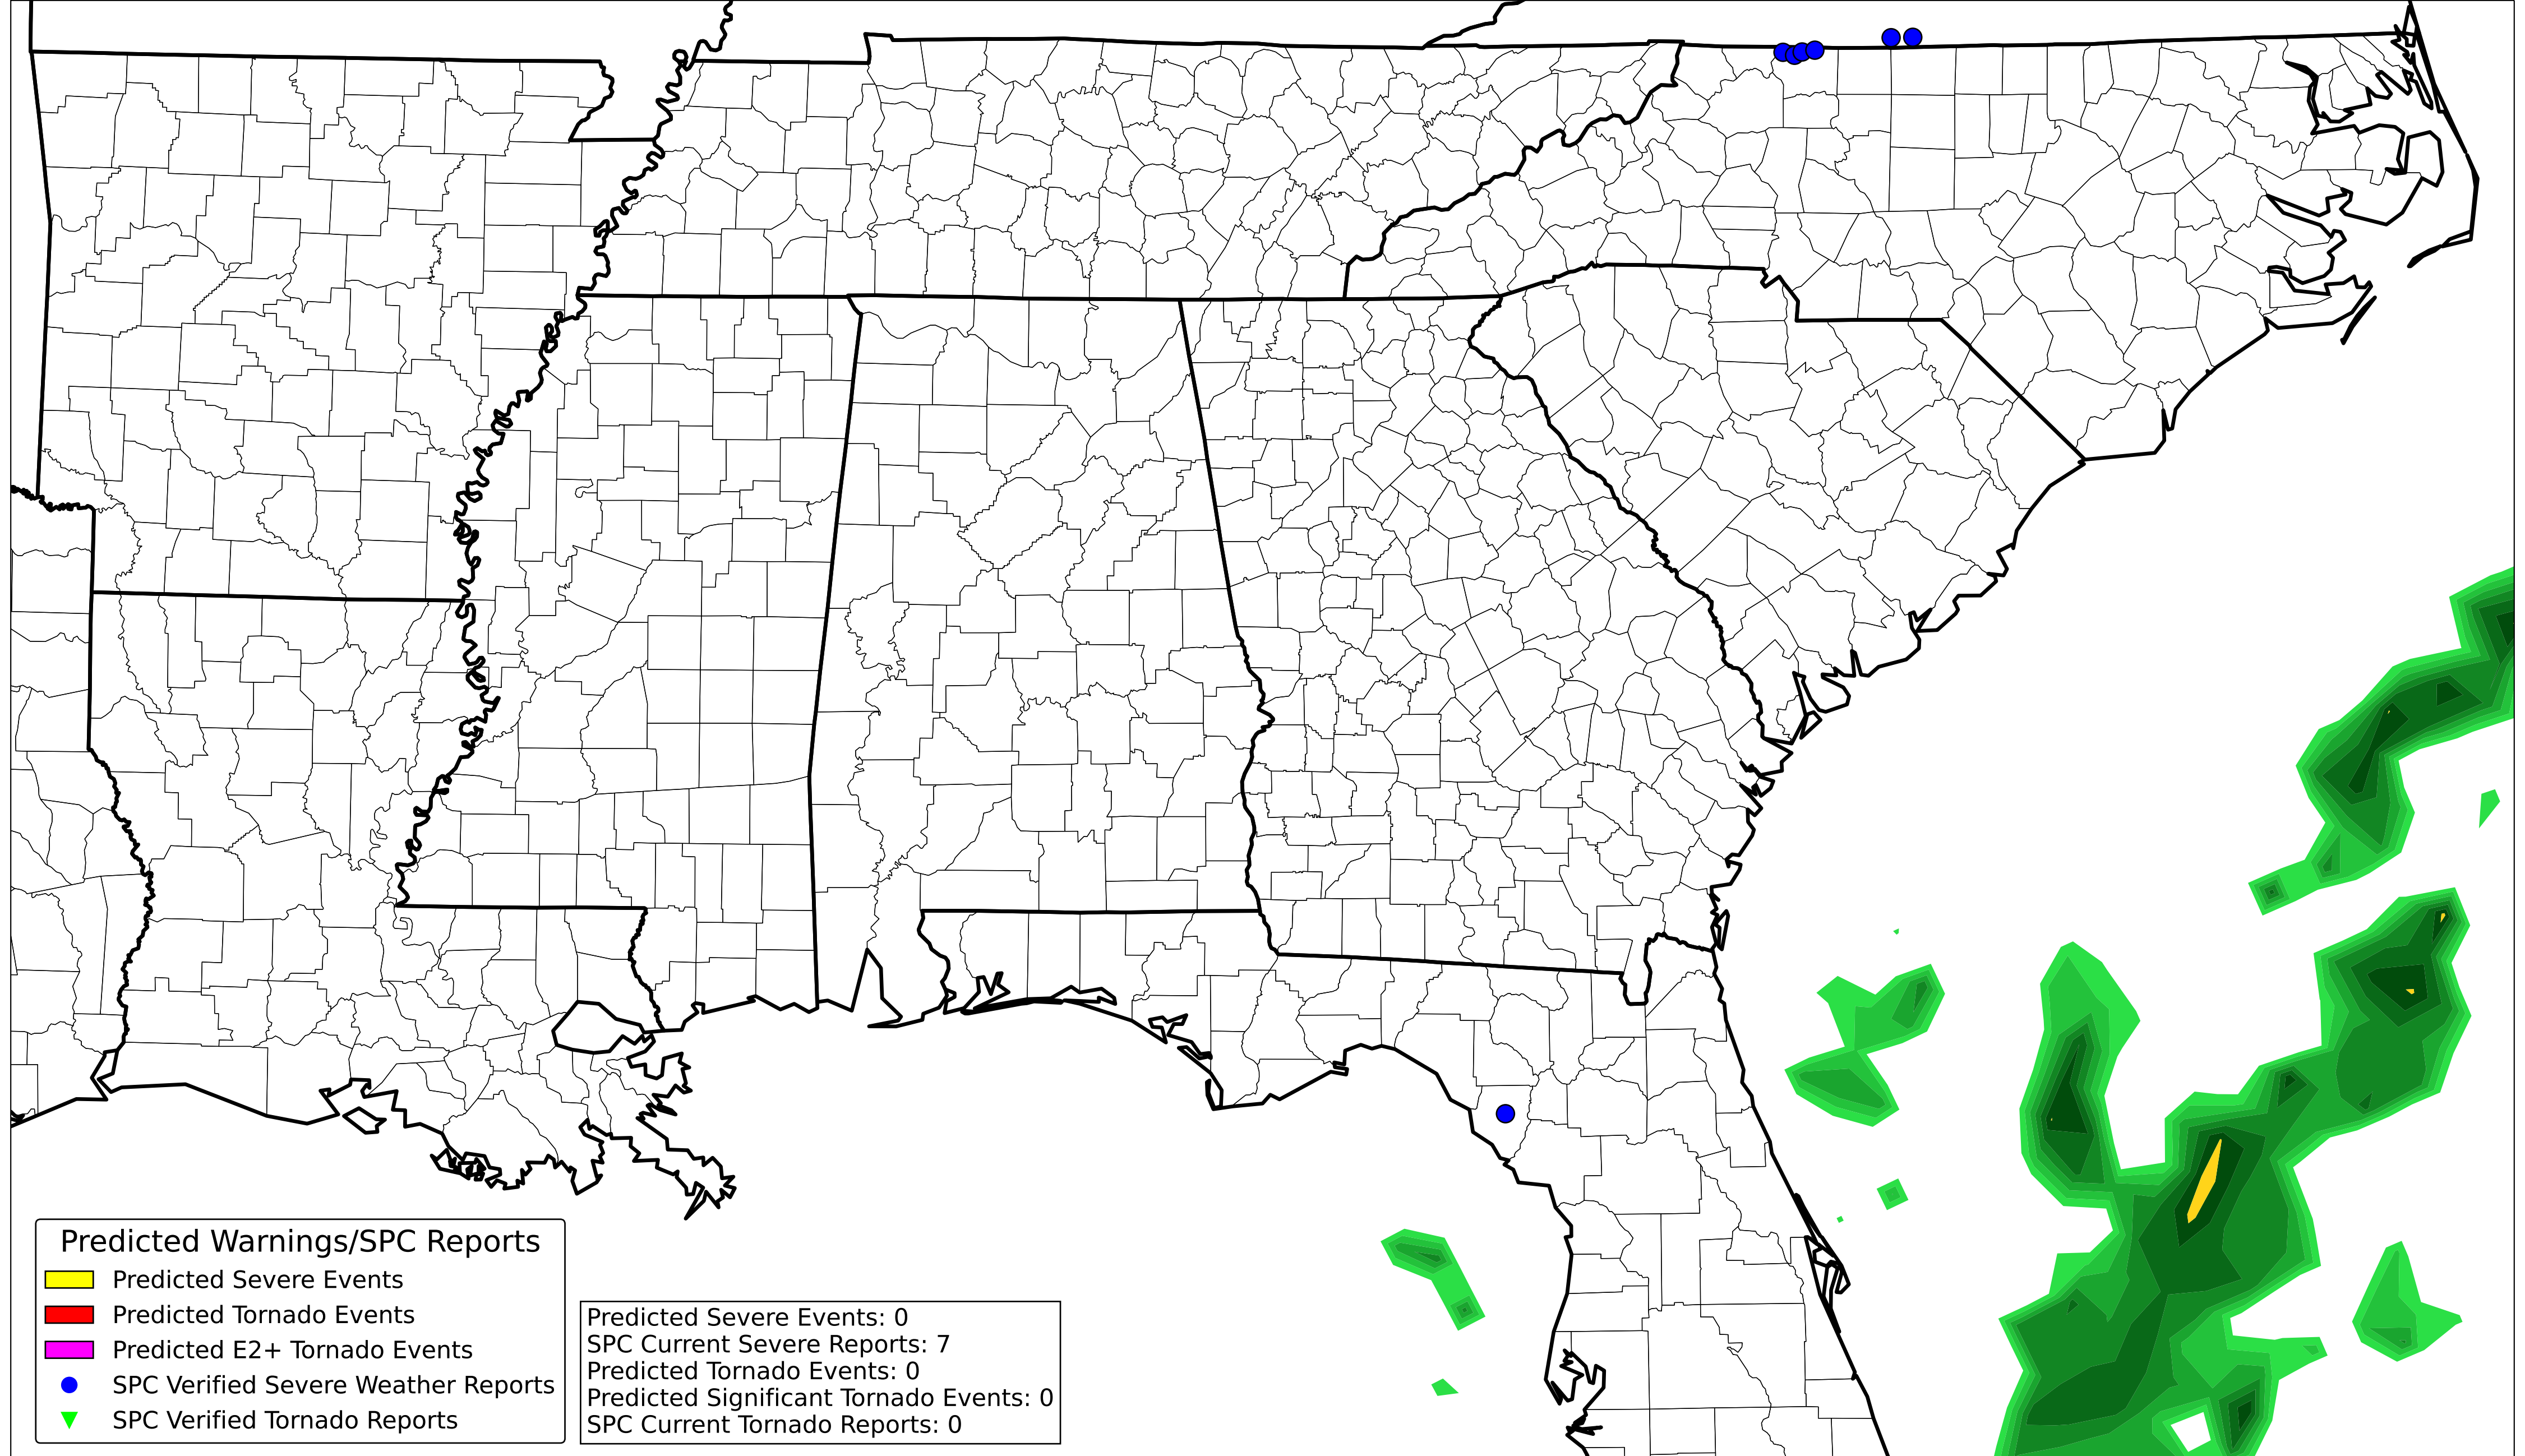 Predicted Warnings/SPC Reports
Predicted Severe Events
Predicted Tornado Events
Predicted E2+ Tornado Events
SPC Verified Severe Weather Reports
SPC Verified Tornado Reports
Predicted Severe Events: 0
SPC Current Severe Reports: 7
Predicted Tornado Events: 0
Predicted Significant Tornado Events: 0
SPC Current Tornado Reports: 0